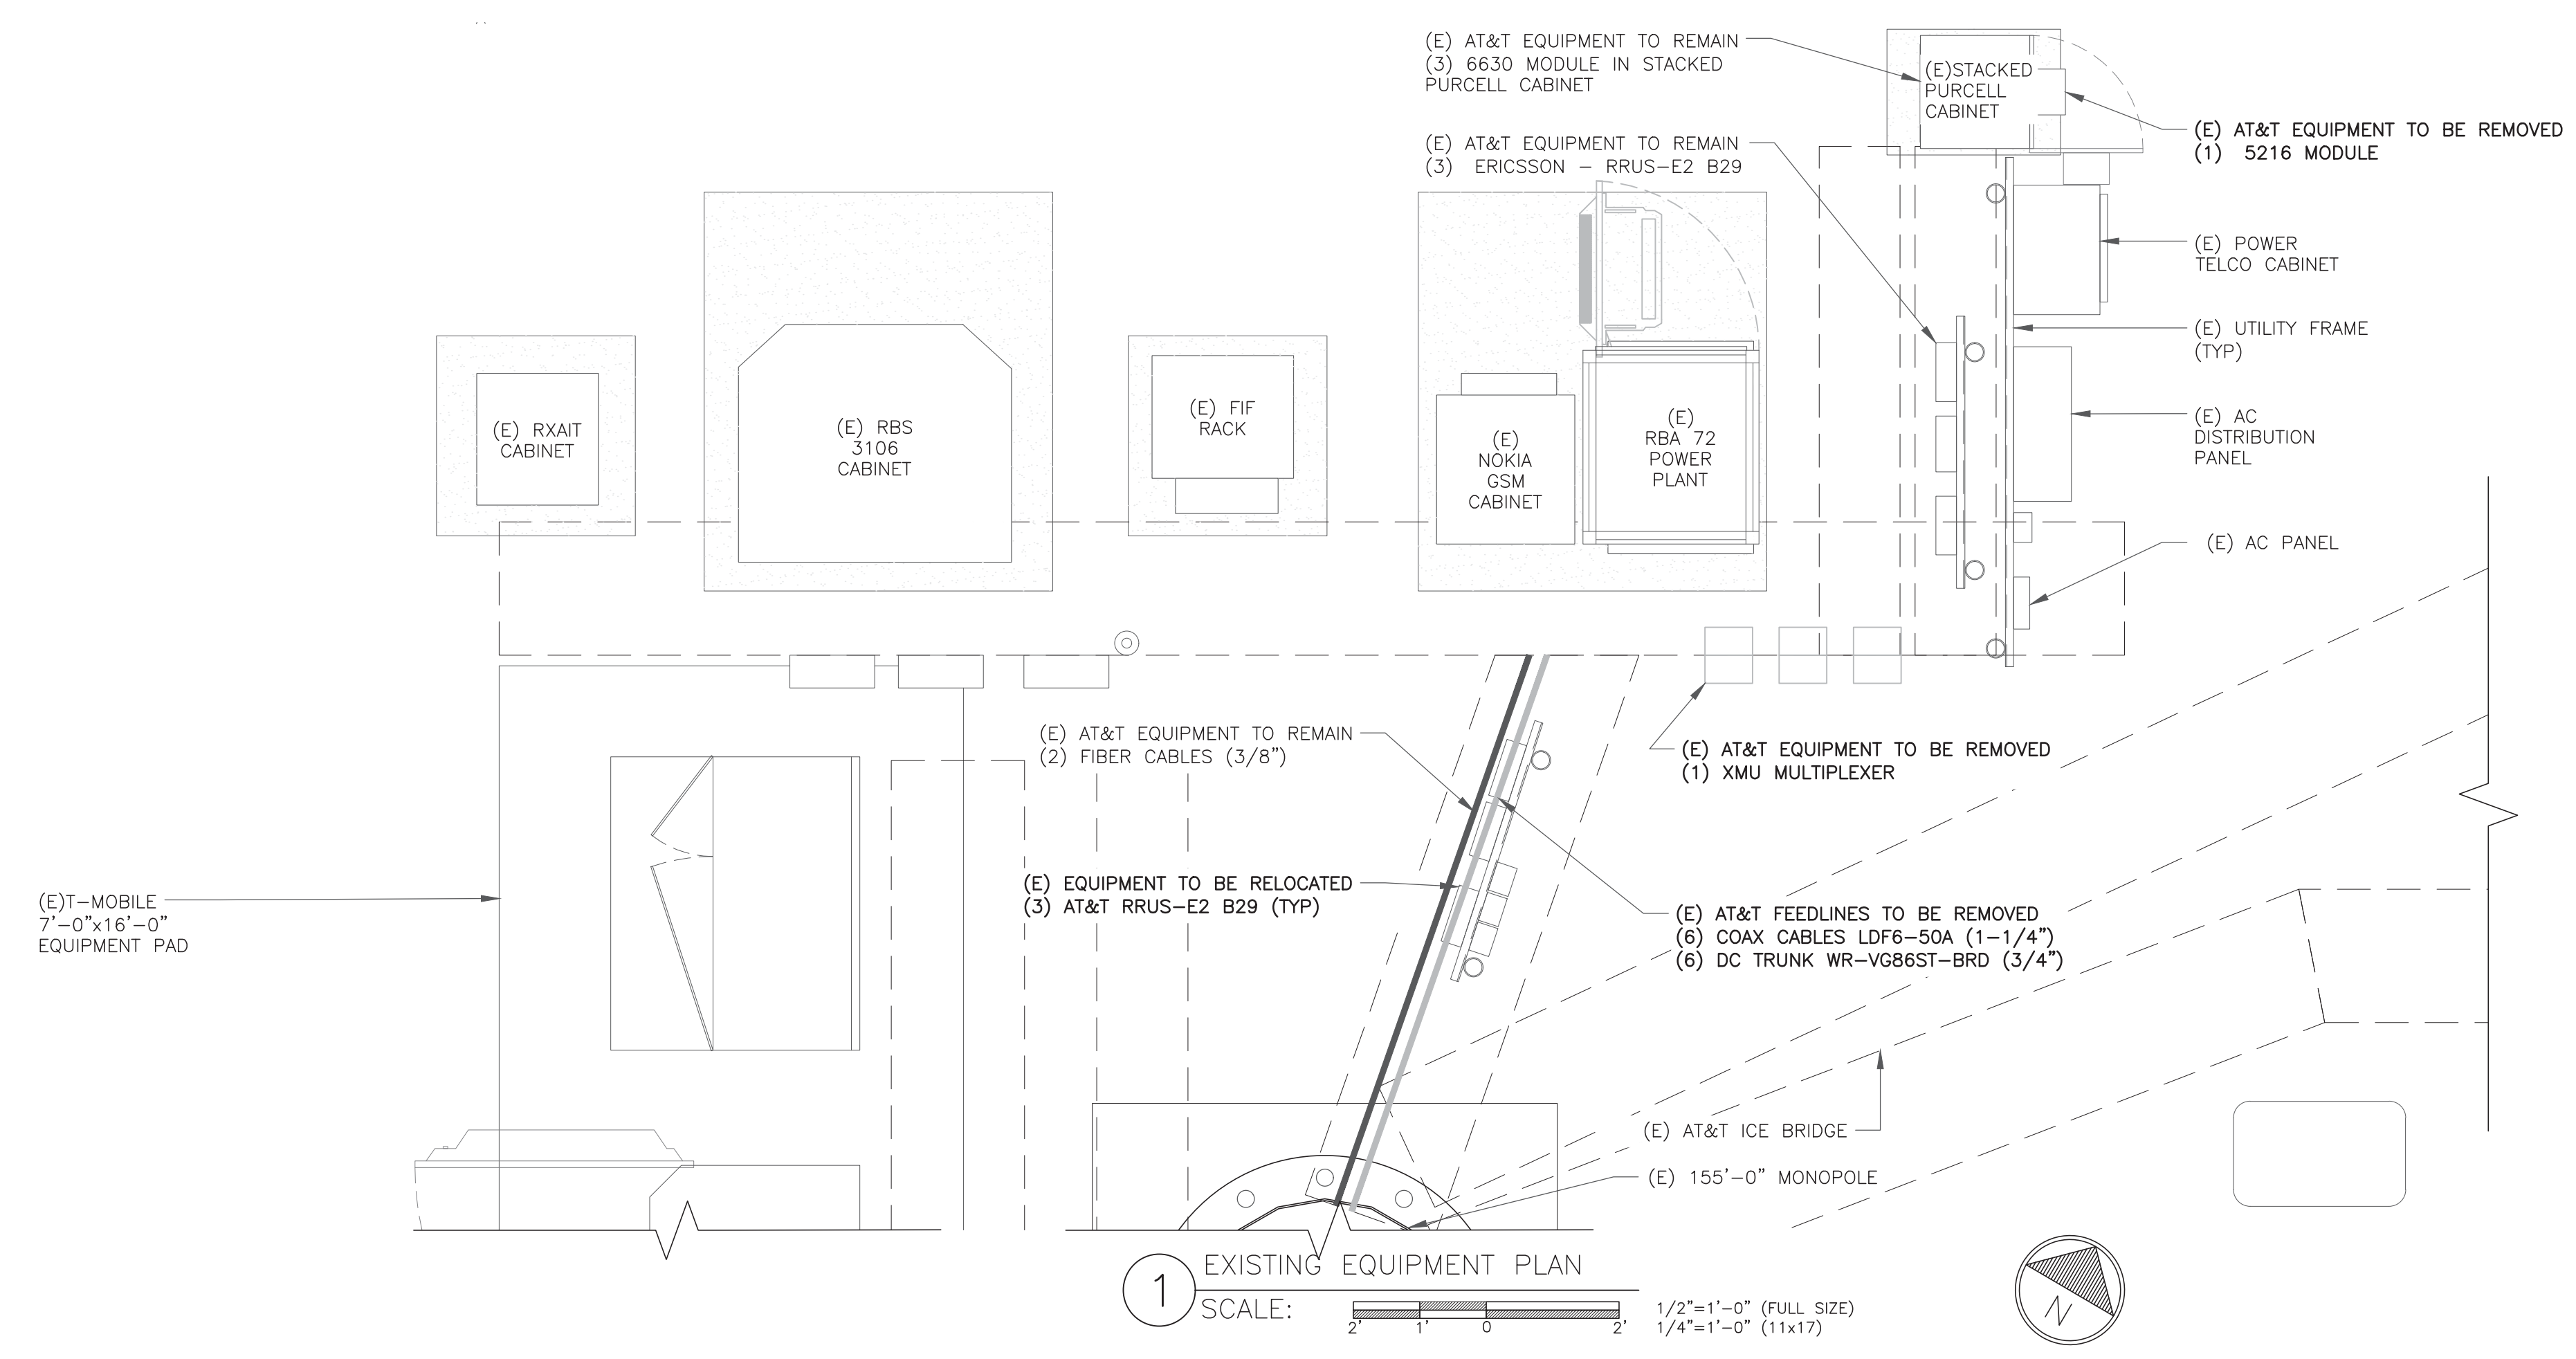 (E) AT&T EQUIPMENT TO REMAIN
(3) 6630 MODULE IN STACKED
PURCELL CABINET
(E)STACKED
PURCELL
CABINET
(E) AT&T EQUIPMENT TO BE REMOVED
(1) 5216 MODULE
(E) AT&T EQUIPMENT TO REMAIN
(3) ERICSSON - RRUS-E2 B29
(E) POWER
TELCO CABINET
(E) UTILITY FRAME
(TYP)
(E) AC
DISTRIBUTION
PANEL
(E) AC PANEL
(E) RXAIT
CABINET
(E) RBS
3106
CABINET
(E) FIF
RACK
(E)
NOKIA
GSM
CABINET
(E)
RBA 72
POWER
PLANT
(E) AT&T EQUIPMENT TO REMAIN
(2) FIBER CABLES (3/8")
(E) AT&T EQUIPMENT TO BE REMOVED
(1) XMU MULTIPLEXER
(E) EQUIPMENT TO BE RELOCATED
(3) AT&T RRUS-E2 B29 (TYP)
(E) AT&T FEEDLINES TO BE REMOVED
(6) COAX CABLES LDF6-50A (1-1/4")
(6) DC TRUNK WR-VG86ST-BRD (3/4")
(E)T-MOBILE
7'-0"x16'-0"
EQUIPMENT PAD
(E) AT&T ICE BRIDGE
(E) 155'-0" MONOPOLE
1
EXISTING EQUIPMENT PLAN
SCALE:
2' 1' 0 2'
1/2"=1'-0" (FULL SIZE)
1/4"=1'-0" (11x17)
N